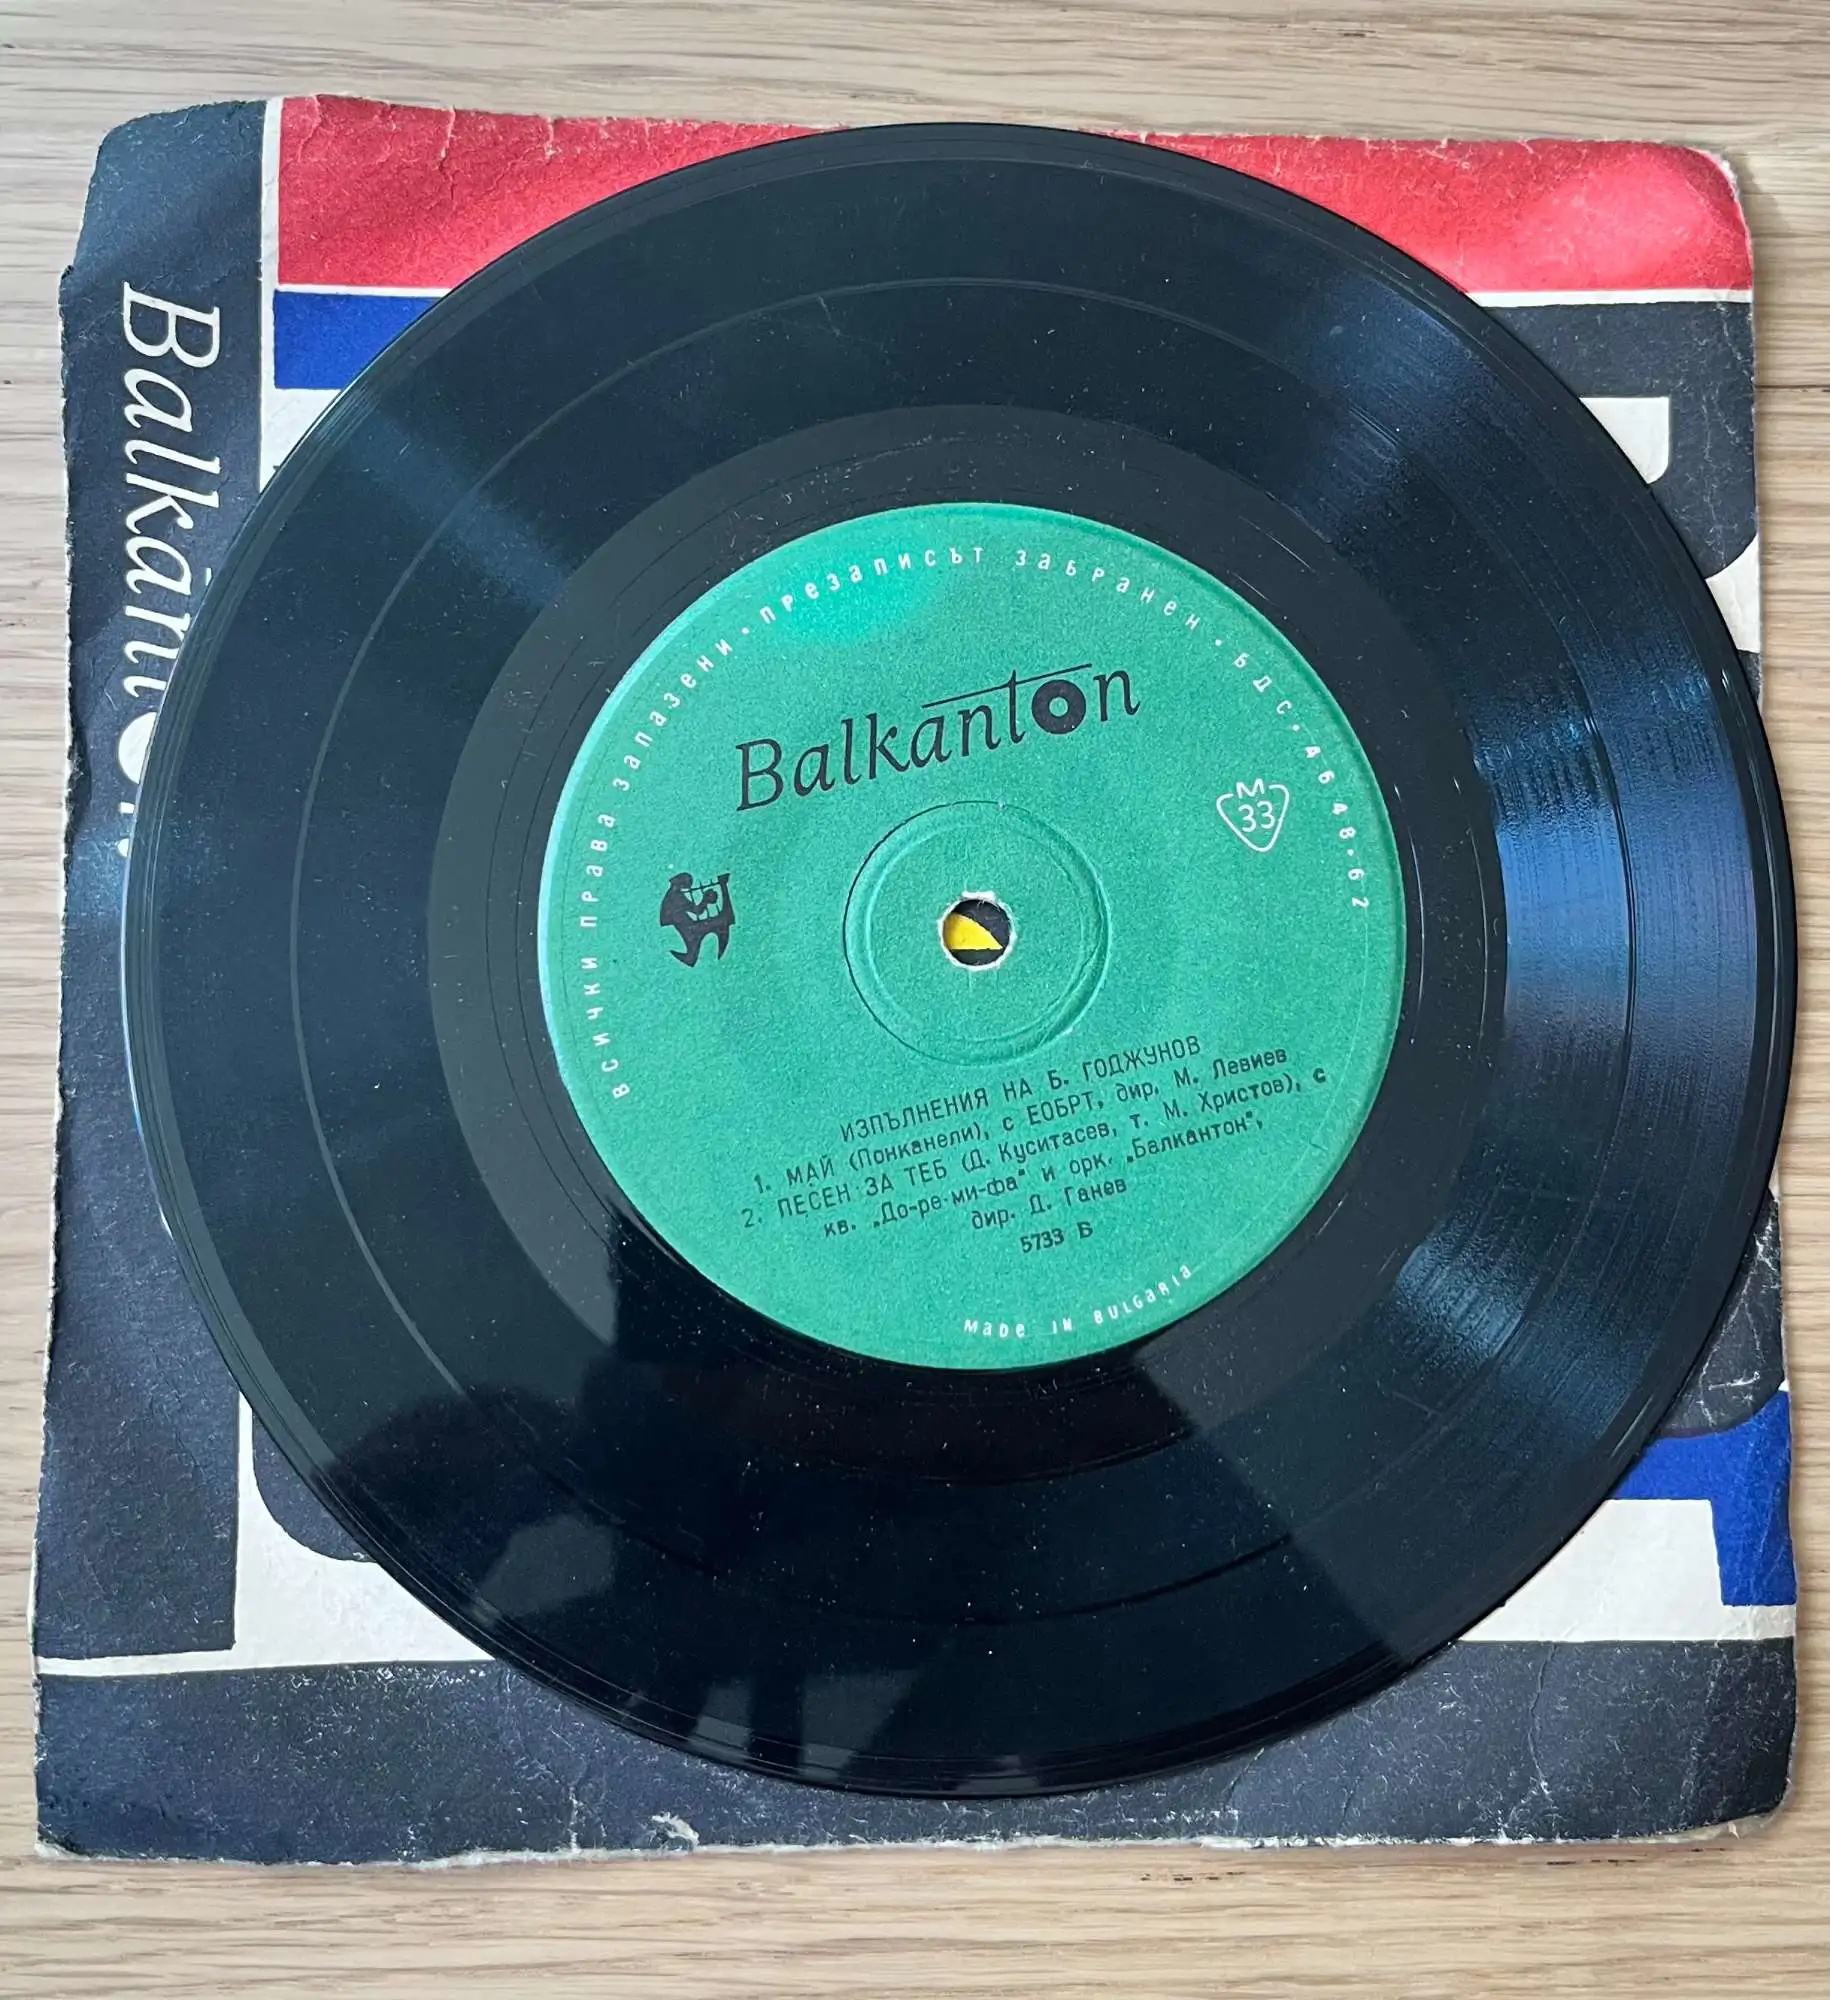 Balkanton
ВСИЧКИ ПРАВА ЗАПАЗЕНИ • ПРЕЗАПИСЪТ ЗАБРАНЕН • БДС • 4648 • 62
Balkanton
М
33
ИЗПЪЛНЕНИЯ НА Б. ГОДЖУНОВ
1. МАЙ (Понканели), с ЕОБРТ, дир. М. Левиев
2. ПЕСЕН ЗА ТЕБ (Д. Куситасев, т. М. Христов), с
кв. „До-ре-ми-фа" и орк. „Балкантон",
дир. Д. Ганев
5733 Б
MADE IN BULGARIA